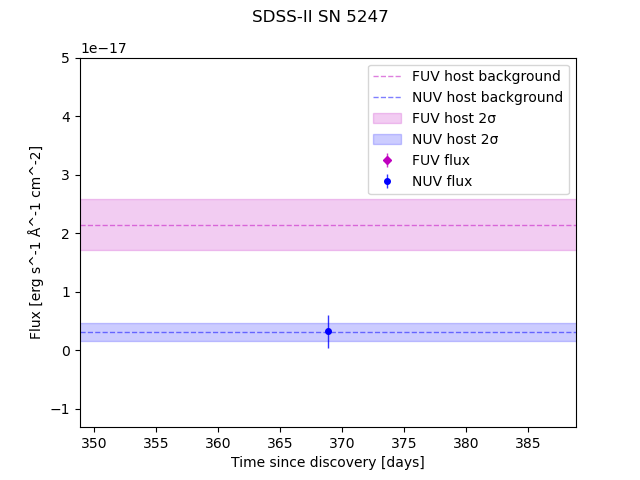 SDSS-II SN 5247
1e−17
5
4
3
2
1
0
−1
Flux [erg s^-1 Å^-1 cm^-2]
FUV host background
NUV host background
FUV host 2σ
NUV host 2σ
FUV flux
NUV flux
350 355 360 365 370 375 380 385
Time since discovery [days]